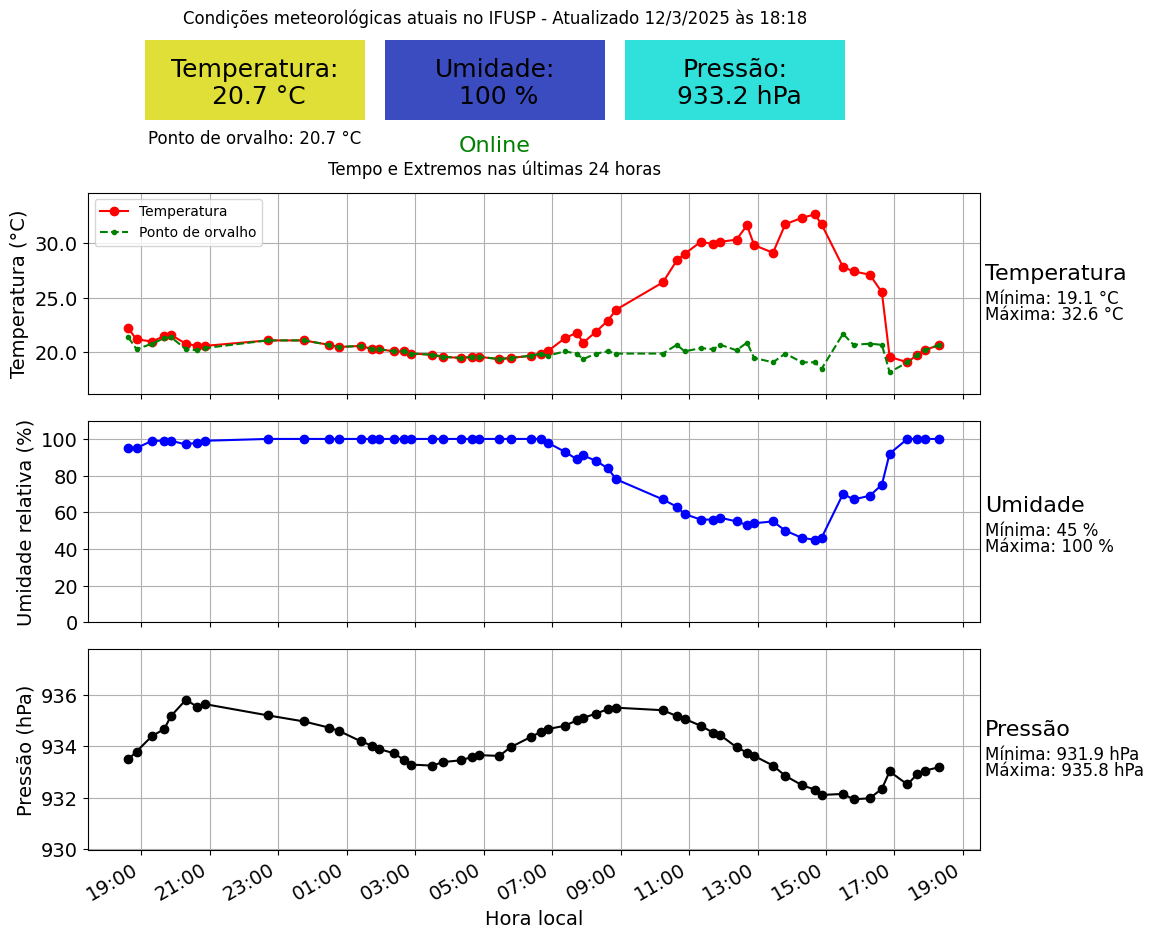 Condições meteorológicas atuais no IFUSP - Atualizado 12/3/2025 às 18:18
Temperatura:
20.7 °C
Umidade:
100 %
Pressão:
933.2 hPa
Ponto de orvalho: 20.7 °C
Online
Tempo e Extremos nas últimas 24 horas
Temperatura (°C)
30.0
25.0
20.0
Temperatura
Ponto de orvalho
Temperatura
Mínima: 19.1 °C
Máxima: 32.6 °C
Umidade relativa (%)
100
80
60
40
20
0
Umidade
Mínima: 45 %
Máxima: 100 %
Pressão (hPa)
936
934
932
930
Pressão
Mínima: 931.9 hPa
Máxima: 935.8 hPa
19:00 21:00 23:00 01:00 03:00 05:00 07:00 09:00 11:00 13:00 15:00 17:00 19:00
Hora local